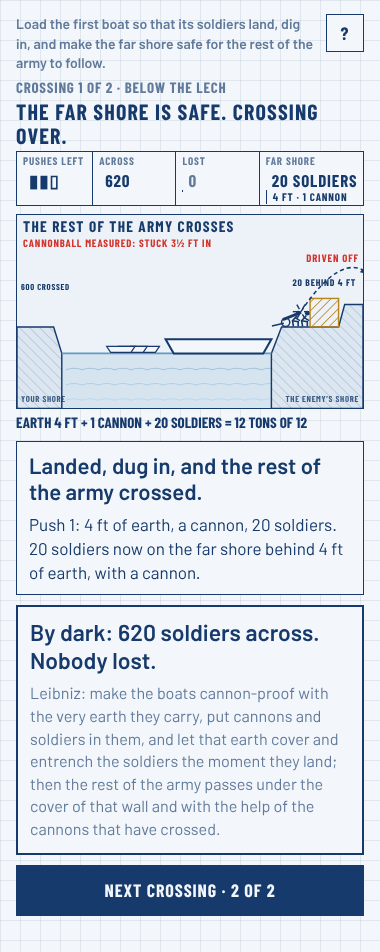 Load the first boat so that its soldiers land, dig
in, and make the far shore safe for the rest of the
army to follow.
?
CROSSING 1 OF 2 · BELOW THE LECH
THE FAR SHORE IS SAFE. CROSSING
OVER.
PUSHES LEFT
ACROSS
620
LOST
0
FAR SHORE
20 SOLDIERS
4 FT · 1 CANNON
THE REST OF THE ARMY CROSSES
CANNONBALL MEASURED: STUCK 3½ FT IN
DRIVEN OFF
20 BEHIND 4 FT
600 CROSSED
YOUR SHORE
THE ENEMY'S SHORE
EARTH 4 FT + 1 CANNON + 20 SOLDIERS = 12 TONS OF 12
Landed, dug in, and the rest of
the army crossed.
Push 1: 4 ft of earth, a cannon, 20 soldiers.
20 soldiers now on the far shore behind 4 ft
of earth, with a cannon.
By dark: 620 soldiers across.
Nobody lost.
Leibniz: make the boats cannon-proof with
the very earth they carry, put cannons and
soldiers in them, and let that earth cover and
entrench the soldiers the moment they land;
then the rest of the army passes under the
cover of that wall and with the help of the
cannons that have crossed.
NEXT CROSSING · 2 OF 2